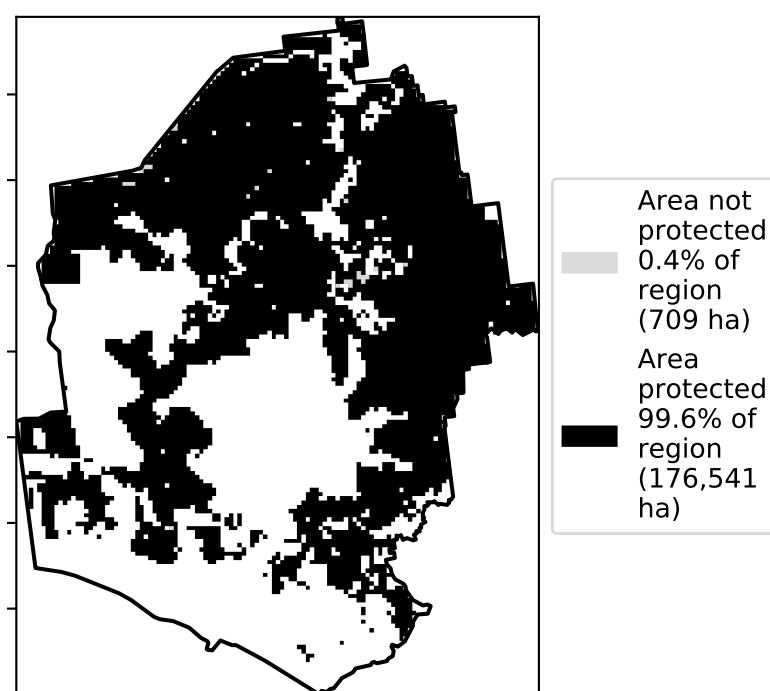 Area not
protected
0.4% of
region
(709 ha)
Area
protected
99.6% of
region
(176,541
ha)